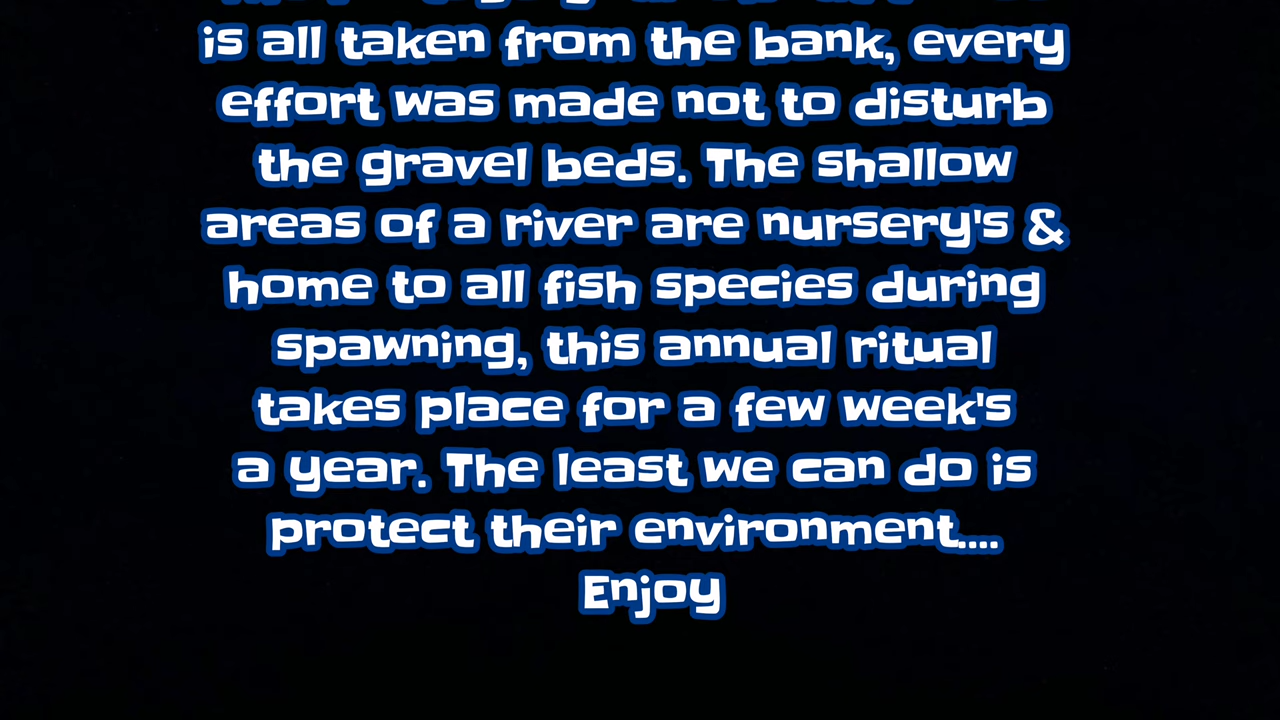 is all taken from the bank, every
effort was made not to disturb
the gravel beds. The shallow
areas of a river are nursery's &
home to all fish species during
spawning, this annual ritual
takes place for a few week's
a year. The least we can do is
protect their environment....
Enjoy